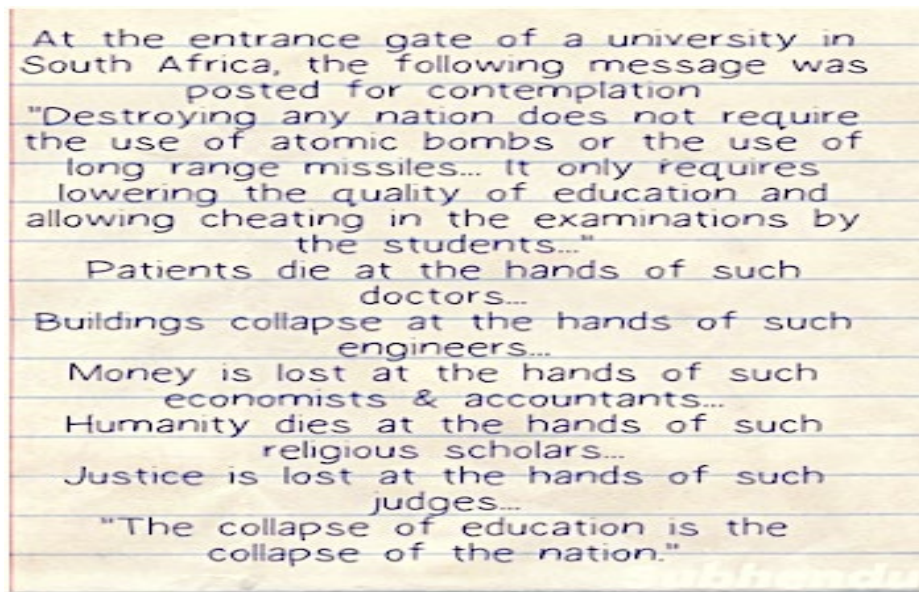 At the entrance gate of a university in
South Africa, the following message was
posted for contemplation
"Destroying any nation does not require
the use of atomic bombs or the use of
long range missiles... It only requires
lowering the quality of education and
allowing cheating in the examinations by
the students..."
Patients die at the hands of such
doctors...
Buildings collapse at the hands of such
engineers...
Money is lost at the hands of such
economists & accountants...
Humanity dies at the hands of such
religious scholars...
Justice is lost at the hands of such
judges...
"The collapse of education is the
collapse of the nation."